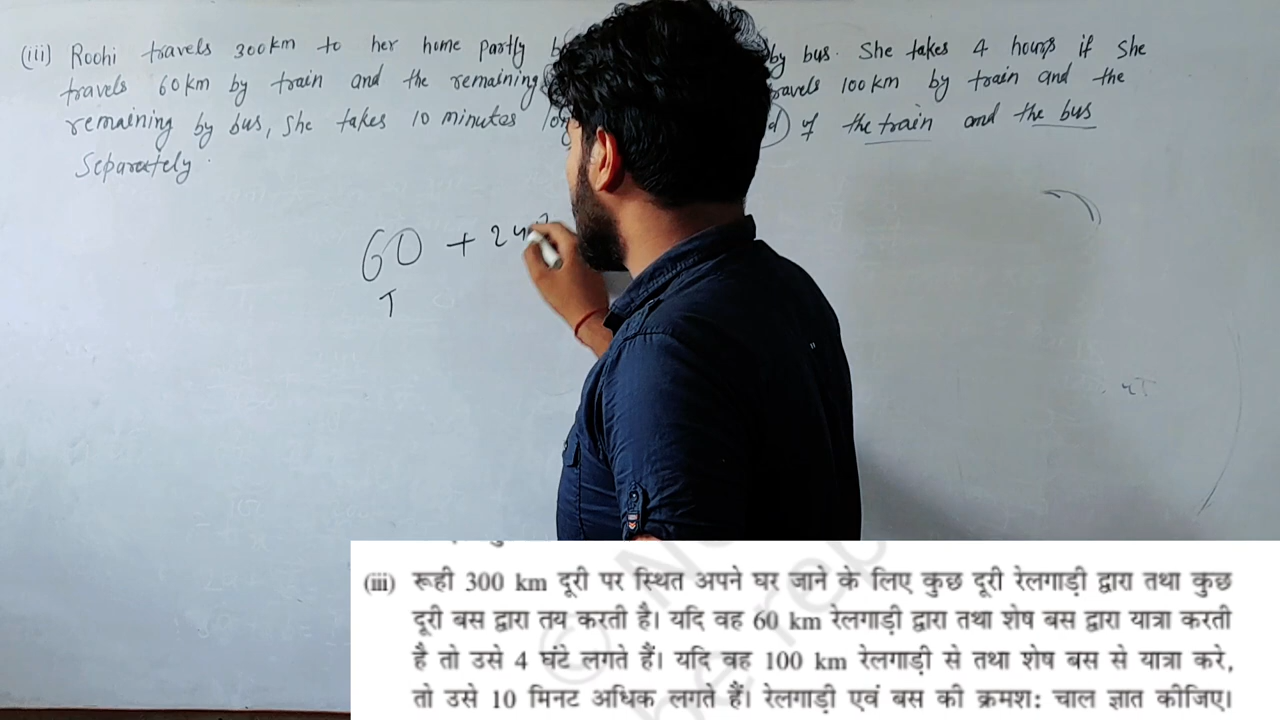 (iii) Roohi travels 300km to her home partly by bus. She takes 4 hours if she
travels 60km by train and the remaining travels 100km by train and the
remaining by bus, She takes 10 minutes of the train and the bus
Separately.
60 + 24
T
(iii) रूही 300 km दूरी पर स्थित अपने घर जाने के लिए कुछ दूरी रेलगाड़ी द्वारा तथा कुछ
दूरी बस द्वारा तय करती है। यदि वह 60 km रेलगाड़ी द्वारा तथा शेष बस द्वारा यात्रा करती
है तो उसे 4 घंटे लगते हैं। यदि वह 100 km रेलगाड़ी से तथा शेष बस से यात्रा करे,
तो उसे 10 मिनट अधिक लगते हैं। रेलगाड़ी एवं बस की क्रमश: चाल ज्ञात कीजिए।